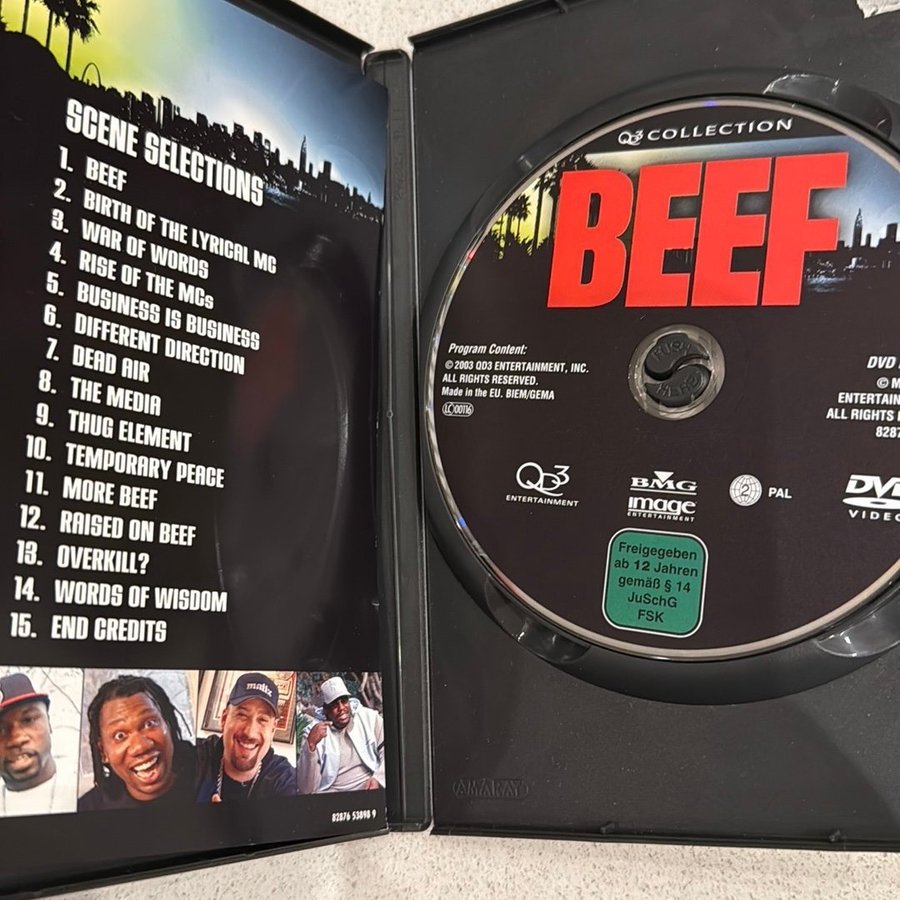 SCENE SELECTIONS
1. BEEF
2. BIRTH OF THE LYRICAL MC
3. WAR OF WORDS
4. RISE OF THE MCs
5. BUSINESS IS BUSINESS
6. DIFFERENT DIRECTION
7. DEAD AIR
8. THE MEDIA
9. THUG ELEMENT
10. TEMPORARY PEACE
11. MORE BEEF
12. RAISED ON BEEF
13. OVERKILL?
14. WORDS OF WISDOM
15. END CREDITS
82876 53898 9
QD3 COLLECTION
BEEF
Program Content:
© 2003 QD3 ENTERTAINMENT, INC.
ALL RIGHTS RESERVED.
Made in the EU. BIEM/GEMA
LC 00116
PUSH
DVD
© M
ENTERTAIN
ALL RIGHTS
8287
QD3
ENTERTAINMENT
BMG
image
ENTERTAINMENT
2 PAL
DVD
VIDEO
Freigegeben
ab 12 Jahren
gemäß § 14
JuSchG
FSK
AMARAY